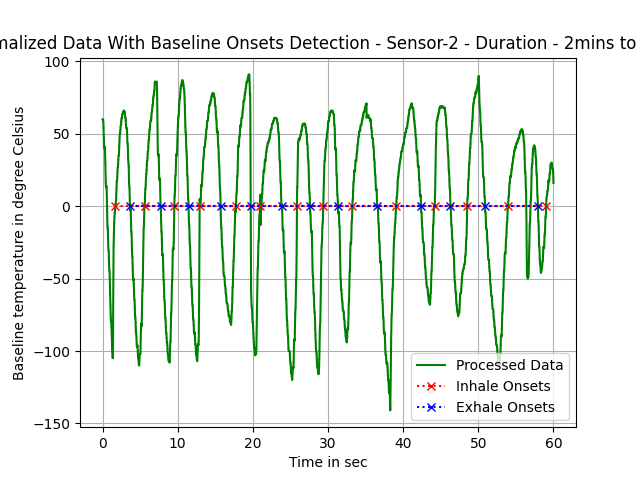 malized Data With Baseline Onsets Detection - Sensor-2 - Duration - 2mins to
100
50
0
−50
−100
−150
Baseline temperature in degree Celsius
Processed Data
Inhale Onsets
Exhale Onsets
0 10 20 30 40 50 60
Time in sec